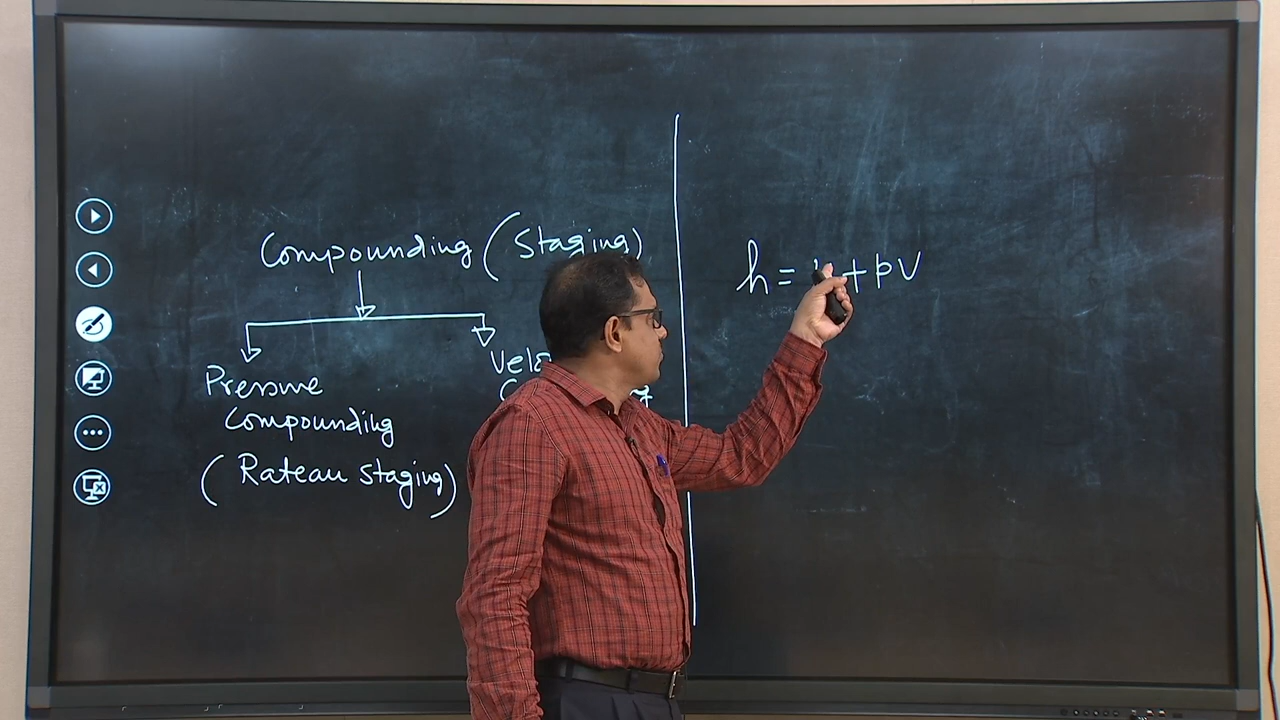 Compounding (Staging)
Pressure
Compounding
(Rateau staging)
h = + pv